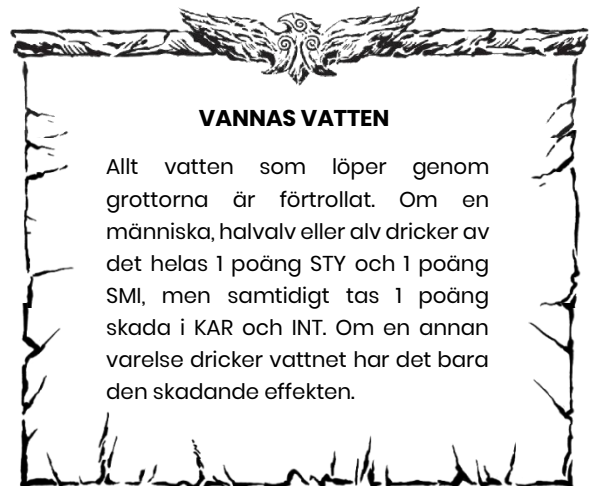 VANNAS VATTEN
Allt vatten som löper genom
grottorna är förtrollat. Om en
människa, halvalv eller alv dricker av
det helas 1 poäng STY och 1 poäng
SMI, men samtidigt tas 1 poäng
skada i KAR och INT. Om en annan
varelse dricker vattnet har det bara
den skadande effekten.